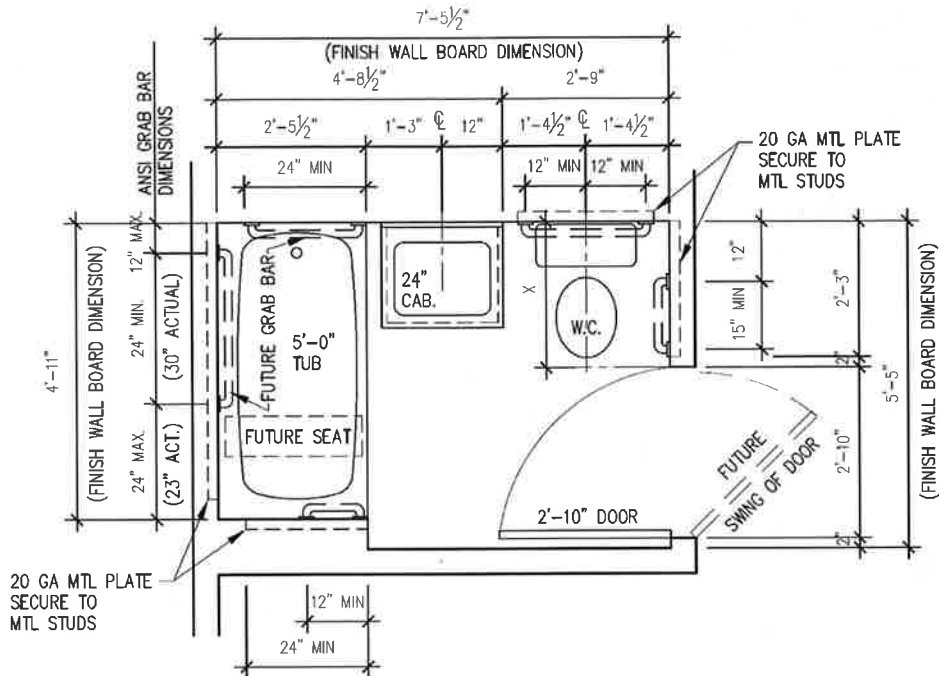 7'-5½"
(FINISH WALL BOARD DIMENSION)
4'-8½"
2'-9"
2'-5½"
1'-3"
℄
12"
1'-4½"
℄
1'-4½"
24" MIN
12" MIN
12" MIN
20 GA MTL PLATE
SECURE TO
MTL STUDS
ANSI GRAB BAR
DIMENSIONS
12" MAX.
24" MIN.
(30" ACTUAL)
24" MAX.
(23" ACT.)
4'-11"
(FINISH WALL BOARD DIMENSION)
FUTURE GRAB BAR
5'-0"
TUB
FUTURE SEAT
24"
CAB.
X
W.C.
12"
15" MIN
2'-3"
2"
2'-10"
2"
5'-5"
(FINISH WALL BOARD DIMENSION)
FUTURE
SWING OF DOOR
2'-10" DOOR
20 GA MTL PLATE
SECURE TO
MTL STUDS
12" MIN
24" MIN